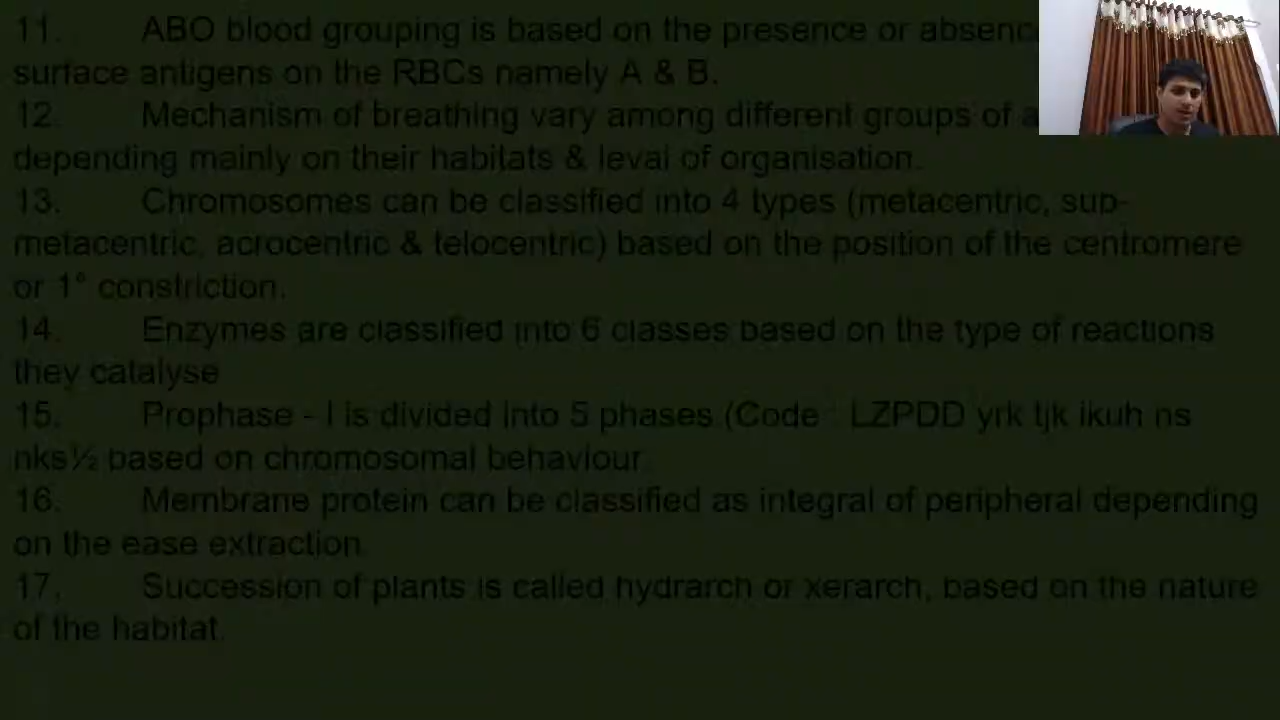 11. ABO blood grouping is based on the presence or absenc
surface antigens on the RBCs namely A & B.
12. Mechanism of breathing vary among different groups of a
depending mainly on their habitats & leval of organisation.
13. Chromosomes can be classified into 4 types (metacentric, sub-
metacentric, acrocentric & telocentric) based on the position of the centromere
or 1° constriction.
14. Enzymes are classified into 6 classes based on the type of reactions
they catalyse
15. Prophase - I is divided into 5 phases (Code : LZPDD yrk tjk ikuh ns
nks½ based on chromosomal behaviour.
16. Membrane protein can be classified as integral of peripheral depending
on the ease extraction.
17. Succession of plants is called hydrarch or xerarch, based on the nature
of the habitat.